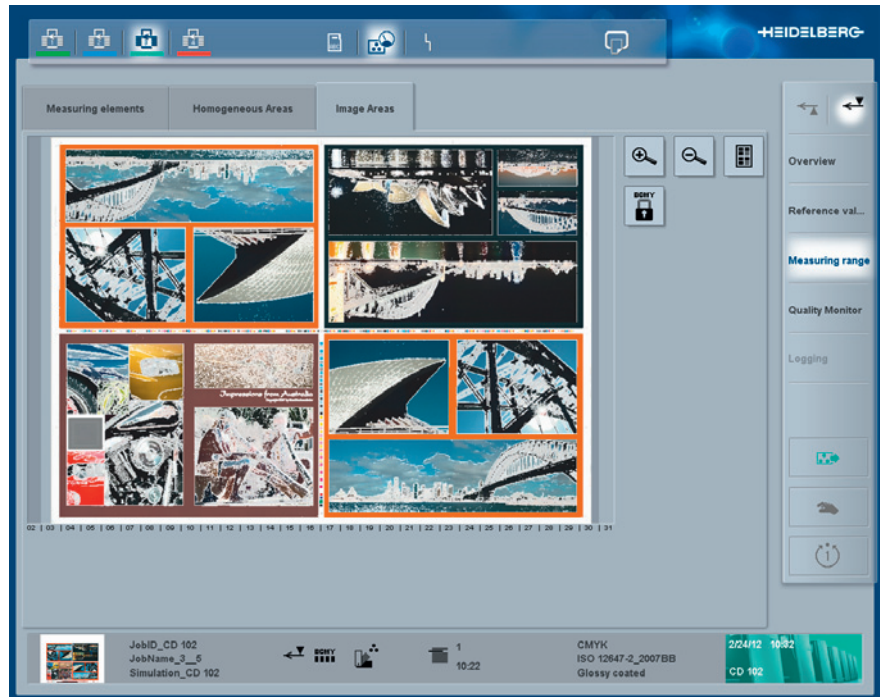 HEIDELBERG
Measuring elements
Homogeneous Areas
Image Areas
Overview
Reference val...
BCMY
Measuring range
Quality Monitor
Logging
Impressions from Australia
02 | 03 | 04 | 05 | 06 | 07 | 08 | 09 | 10 | 11 | 12 | 13 | 14 | 15 | 16 | 17 | 18 | 19 | 20 | 21 | 22 | 23 | 24 | 25 | 26 | 27 | 28 | 29 | 30 | 31
1
JobID_CD 102
JobName_3__5
Simulation_CD 102
BCMY
1
10:22
CMYK
ISO 12647-2_2007BB
Glossy coated
2/24/12 10:32
CD 102